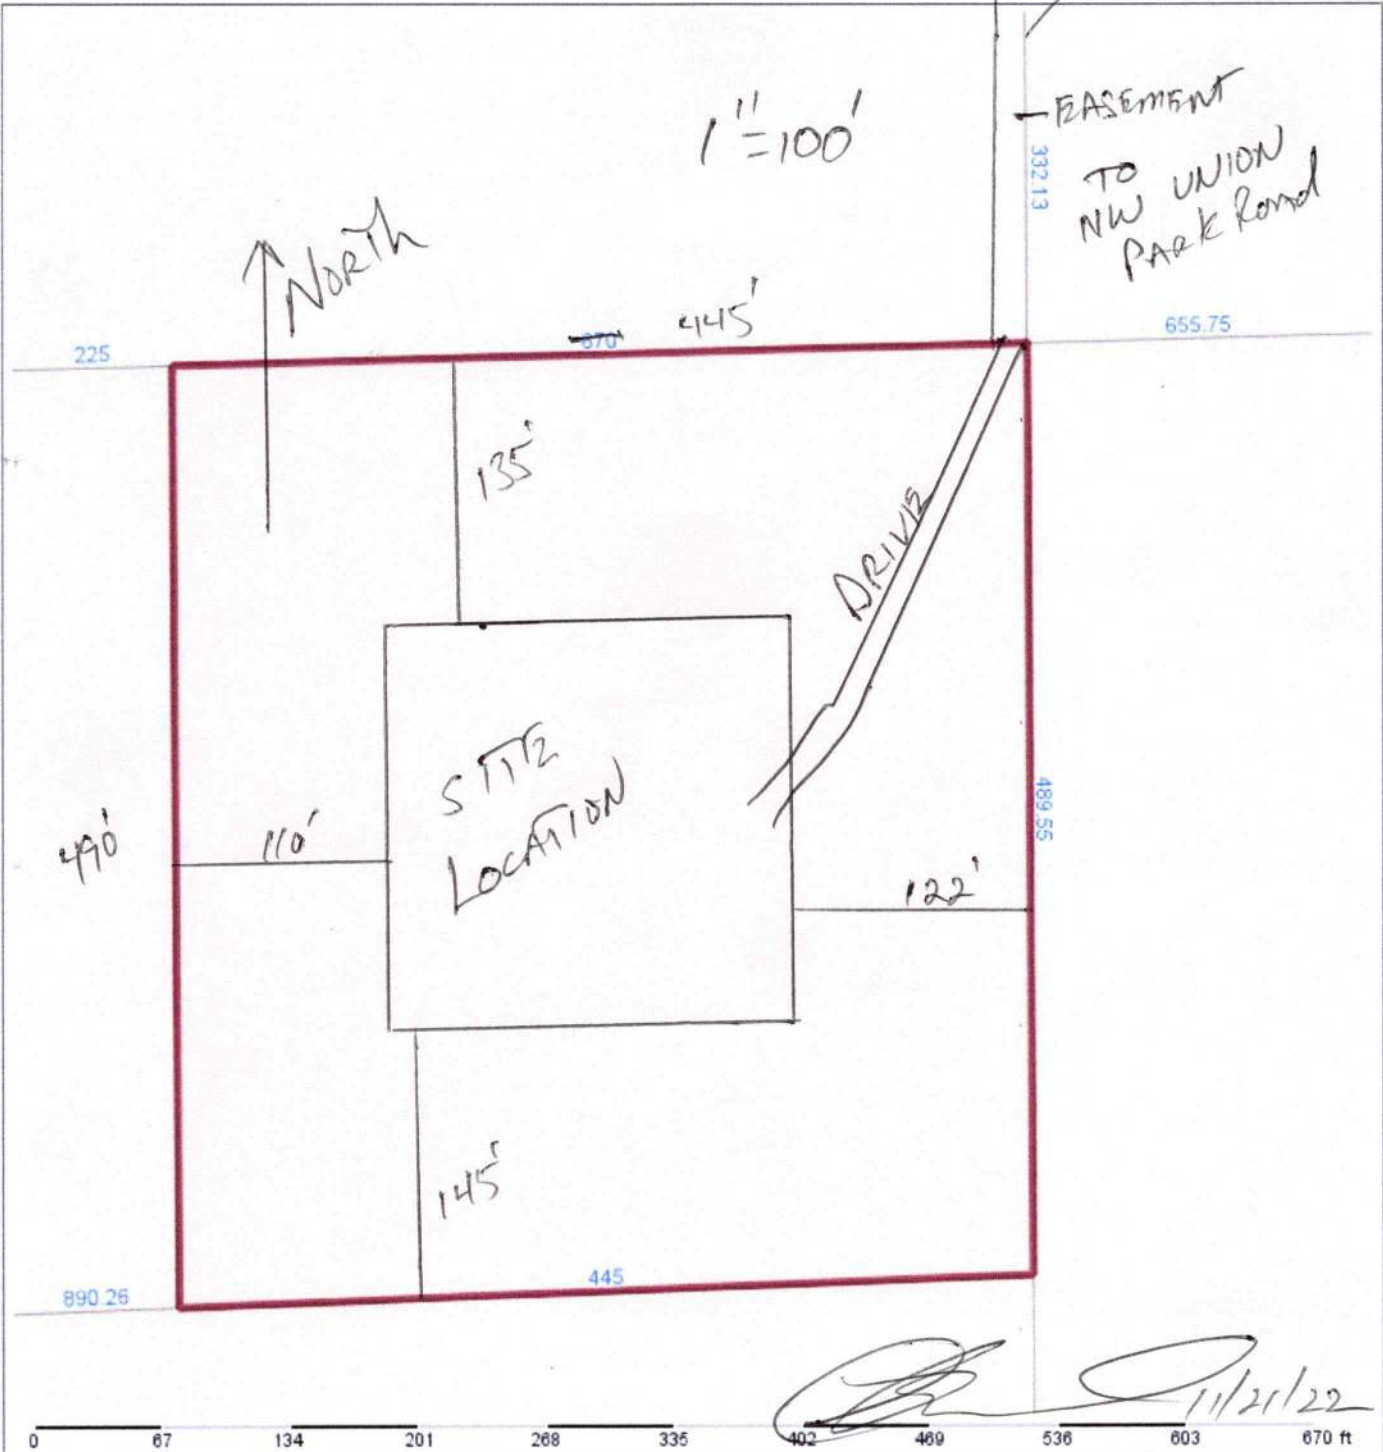 1"=100'
EASEMENT
TO
NW UNION
PARK Road
332.13
NORTH
225
670
445'
655.75
135'
DRIVE
SITE
LOCATION
490'
110'
489.55
122'
145'
445
890.26
11/21/22
0 67 134 201 268 335 402 469 536 603 670 ft